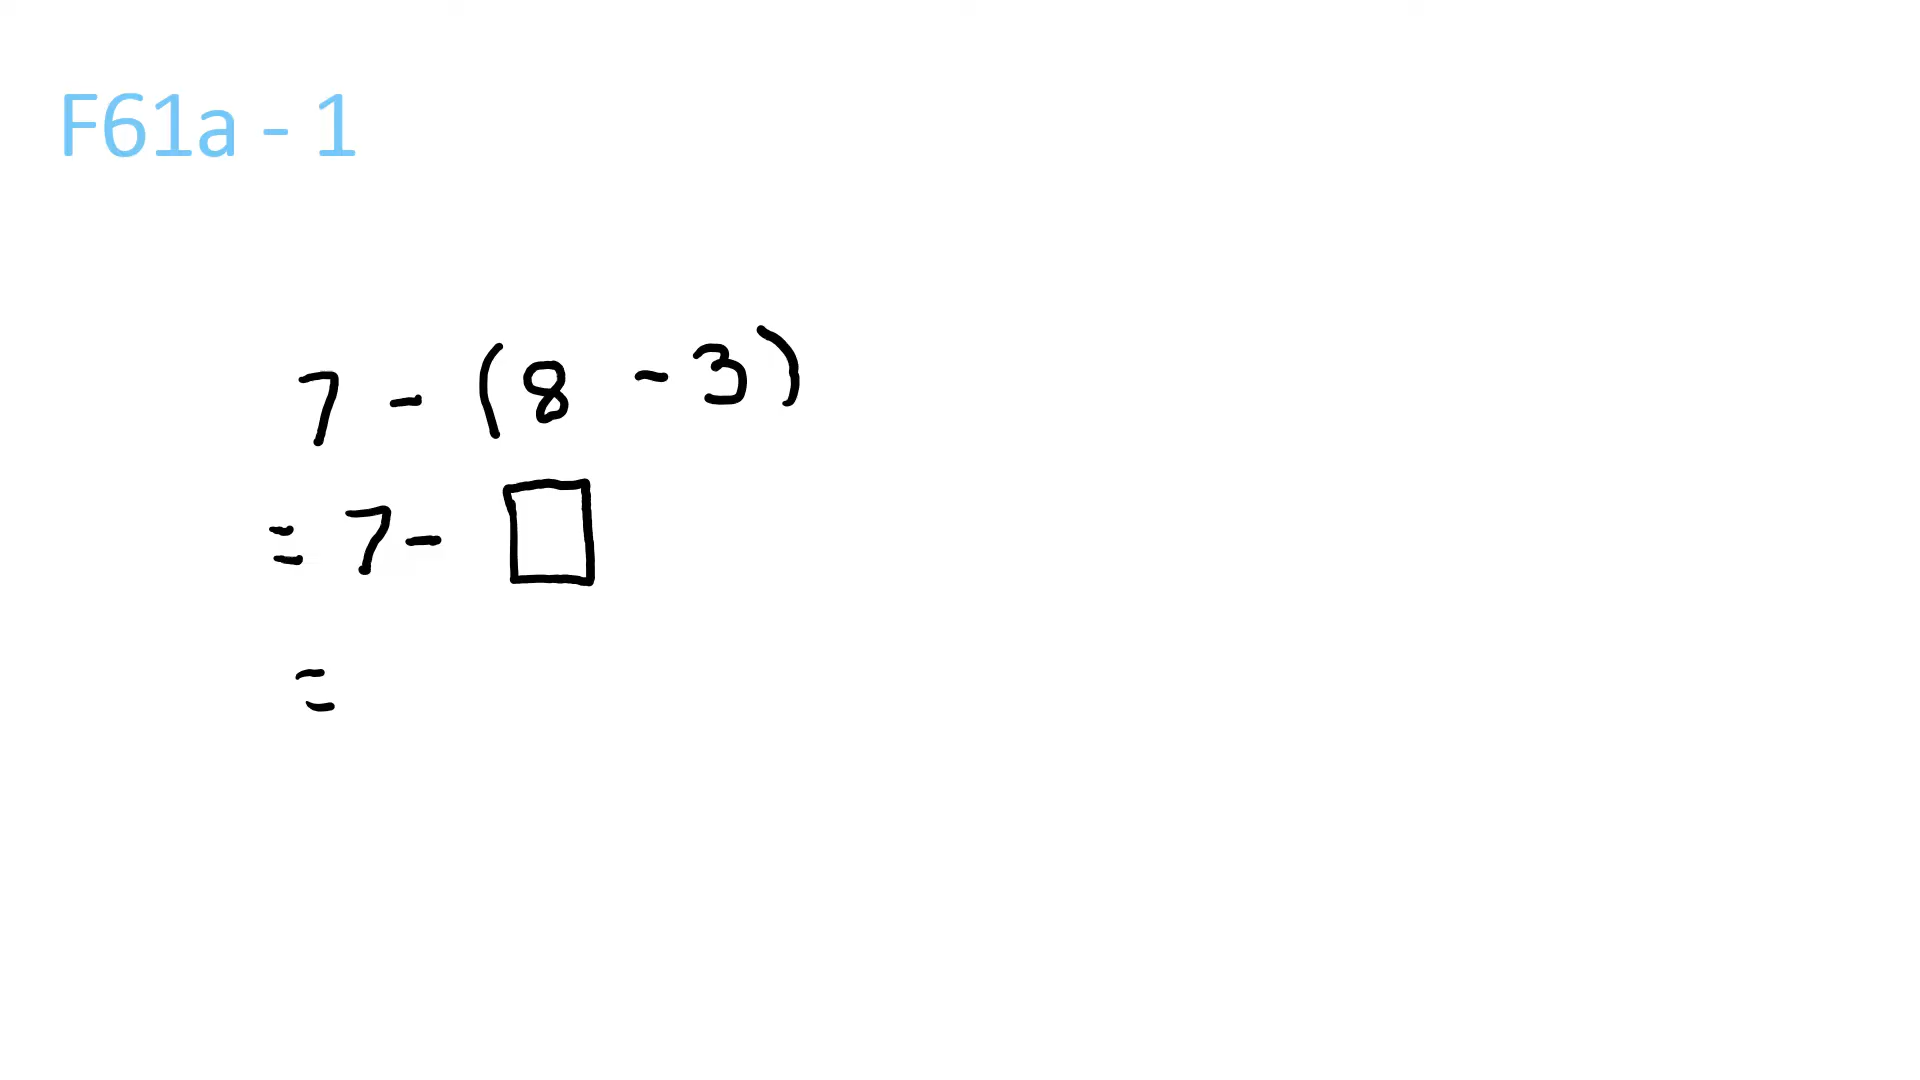 F61a - 1
7 - (8 - 3)
= 7 - □
=